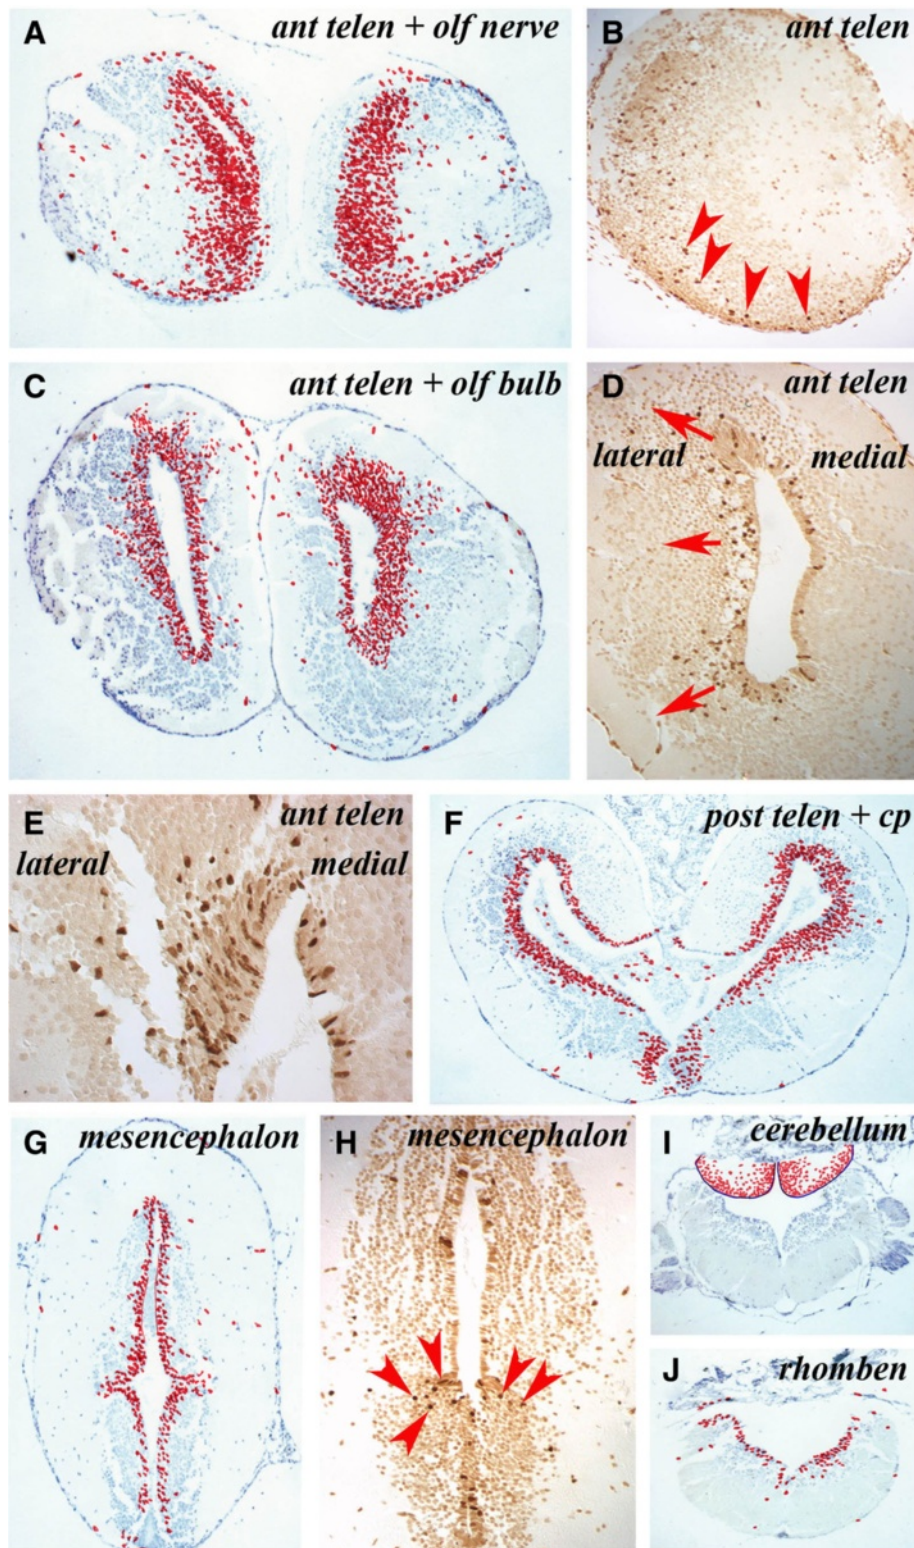 A ant telen + olf nerve
B ant telen
C ant telen + olf bulb
D ant telen
lateral medial
E ant telen
lateral medial
F post telen + cp
G mesencephalon
H mesencephalon
I cerebellum
J rhomben